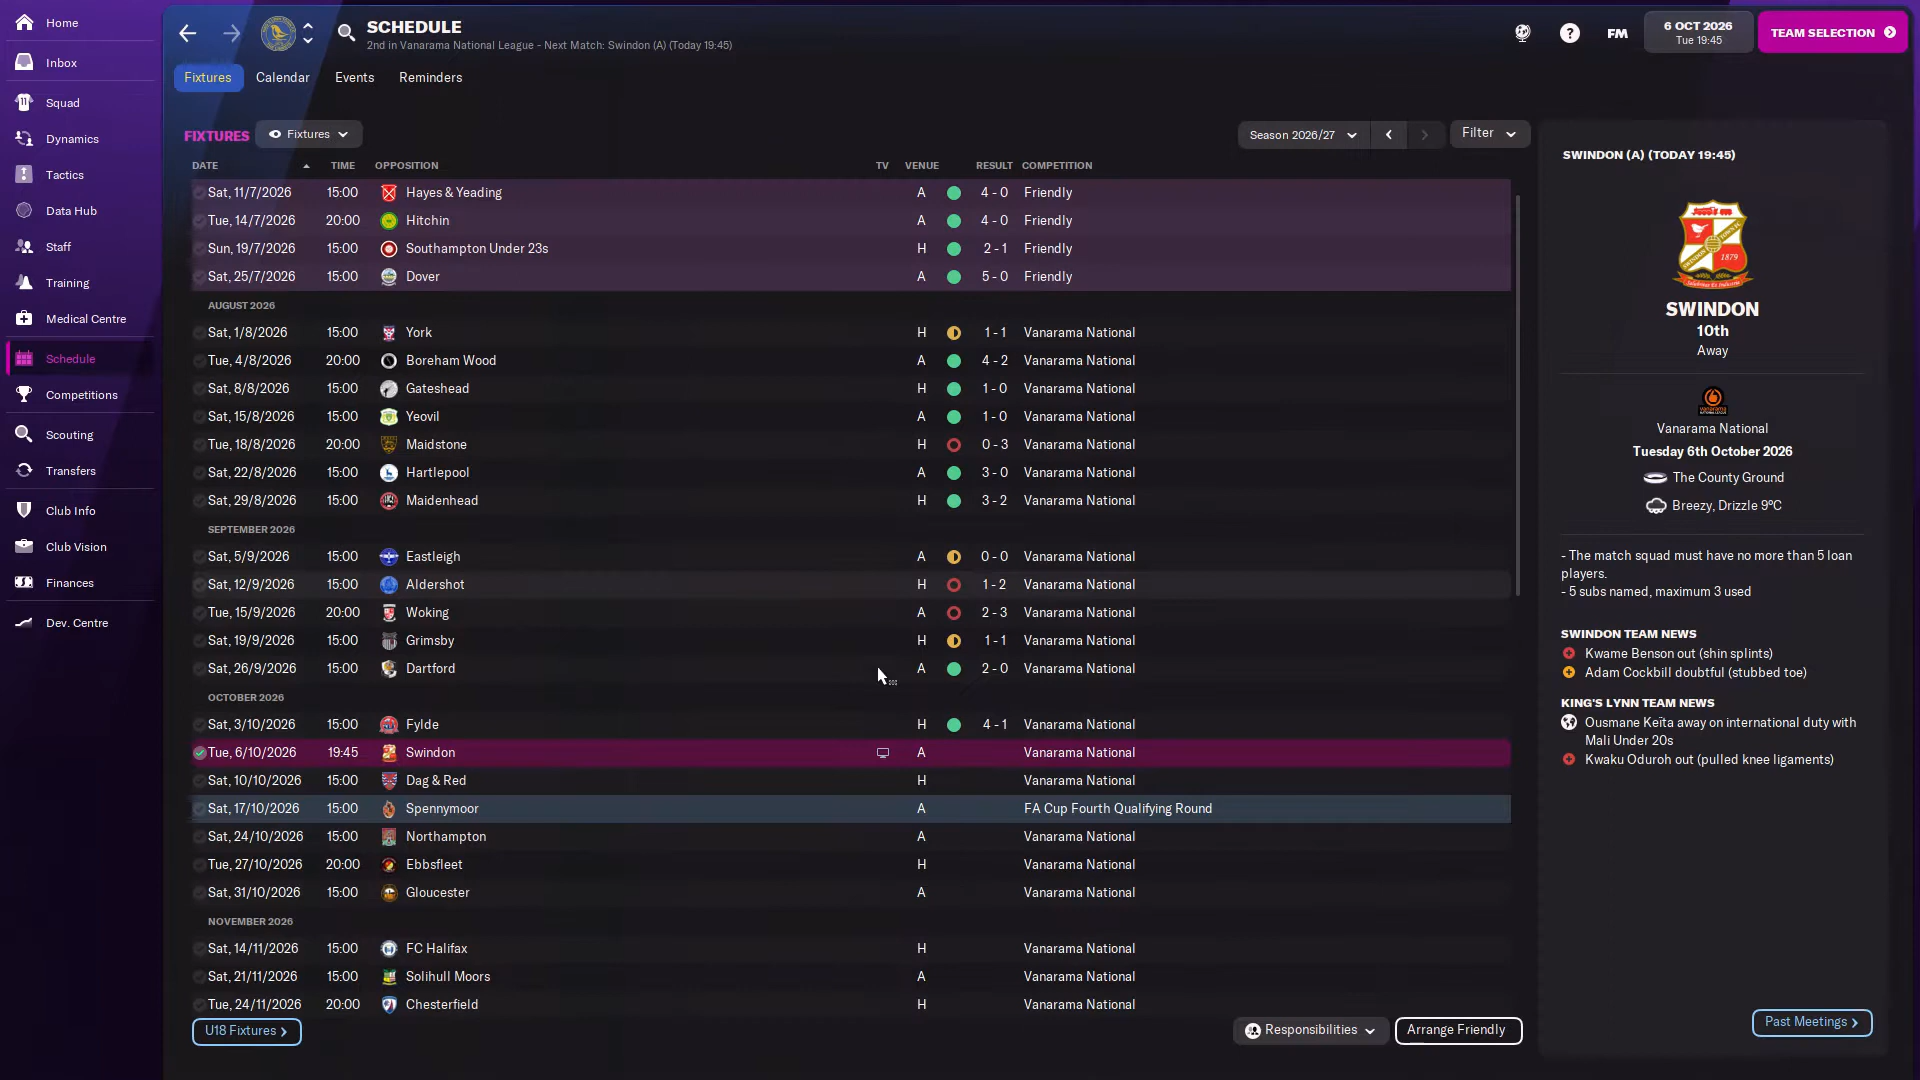 Home
Inbox
Squad
Dynamics
Tactics
Data Hub
Staff
Training
Medical Centre
Schedule
Competitions
Scouting
Transfers
Club Info
Club Vision
Finances
Dev. Centre
SCHEDULE
2nd in Vanarama National League - Next Match: Swindon (A) (Today 19:45)
FM
6 OCT 2026
Tue 19:45
TEAM SELECTION
Fixtures Calendar Events Reminders
FIXTURES Fixtures Season 2026/27 Filter
DATE TIME OPPOSITION TV VENUE RESULT COMPETITION
Sat, 11/7/2026 15:00 Hayes & Yeading A 4 - 0 Friendly
Tue, 14/7/2026 20:00 Hitchin A 4 - 0 Friendly
Sun, 19/7/2026 15:00 Southampton Under 23s H 2 - 1 Friendly
Sat, 25/7/2026 15:00 Dover A 5 - 0 Friendly
AUGUST 2026
Sat, 1/8/2026 15:00 York H 1 - 1 Vanarama National
Tue, 4/8/2026 20:00 Boreham Wood A 4 - 2 Vanarama National
Sat, 8/8/2026 15:00 Gateshead H 1 - 0 Vanarama National
Sat, 15/8/2026 15:00 Yeovil A 1 - 0 Vanarama National
Tue, 18/8/2026 20:00 Maidstone H 0 - 3 Vanarama National
Sat, 22/8/2026 15:00 Hartlepool A 3 - 0 Vanarama National
Sat, 29/8/2026 15:00 Maidenhead H 3 - 2 Vanarama National
SEPTEMBER 2026
Sat, 5/9/2026 15:00 Eastleigh A 0 - 0 Vanarama National
Sat, 12/9/2026 15:00 Aldershot H 1 - 2 Vanarama National
Tue, 15/9/2026 20:00 Woking A 2 - 3 Vanarama National
Sat, 19/9/2026 15:00 Grimsby H 1 - 1 Vanarama National
Sat, 26/9/2026 15:00 Dartford A 2 - 0 Vanarama National
OCTOBER 2026
Sat, 3/10/2026 15:00 Fylde H 4 - 1 Vanarama National
Tue, 6/10/2026 19:45 Swindon A Vanarama National
Sat, 10/10/2026 15:00 Dag & Red H Vanarama National
Sat, 17/10/2026 15:00 Spennymoor A FA Cup Fourth Qualifying Round
Sat, 24/10/2026 15:00 Northampton A Vanarama National
Tue, 27/10/2026 20:00 Ebbsfleet H Vanarama National
Sat, 31/10/2026 15:00 Gloucester A Vanarama National
NOVEMBER 2026
Sat, 14/11/2026 15:00 FC Halifax H Vanarama National
Sat, 21/11/2026 15:00 Solihull Moors A Vanarama National
Tue, 24/11/2026 20:00 Chesterfield H Vanarama National
U18 Fixtures Responsibilities Arrange Friendly
SWINDON (A) (TODAY 19:45)
1879
SWINDON
10th
Away
Vanarama National
Tuesday 6th October 2026
The County Ground
Breezy, Drizzle 9ºC
- The match squad must have no more than 5 loan
players.
- 5 subs named, maximum 3 used
SWINDON TEAM NEWS
Kwame Benson out (shin splints)
Adam Cockbill doubtful (stubbed toe)
KING'S LYNN TEAM NEWS
Ousmane Keïta away on international duty with
Mali Under 20s
Kwaku Oduroh out (pulled knee ligaments)
Past Meetings